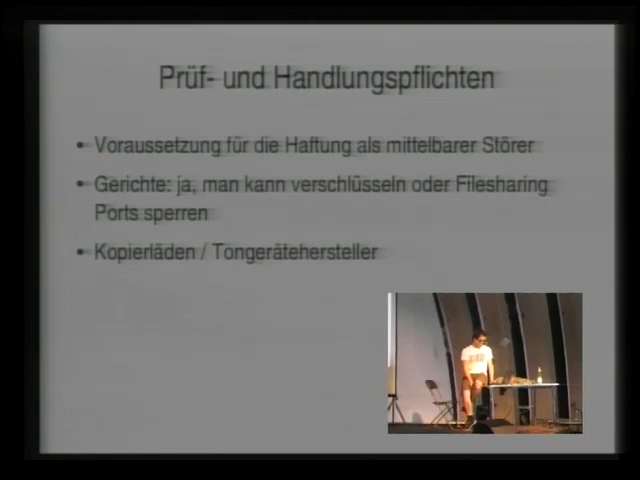 Prüf- und Handlungspflichten
• Voraussetzung für die Haftung als mittelbarer Störer
• Gerichte: ja, man kann verschlüsseln oder Filesharing
Ports sperren
• Kopierläden / Tongerätehersteller